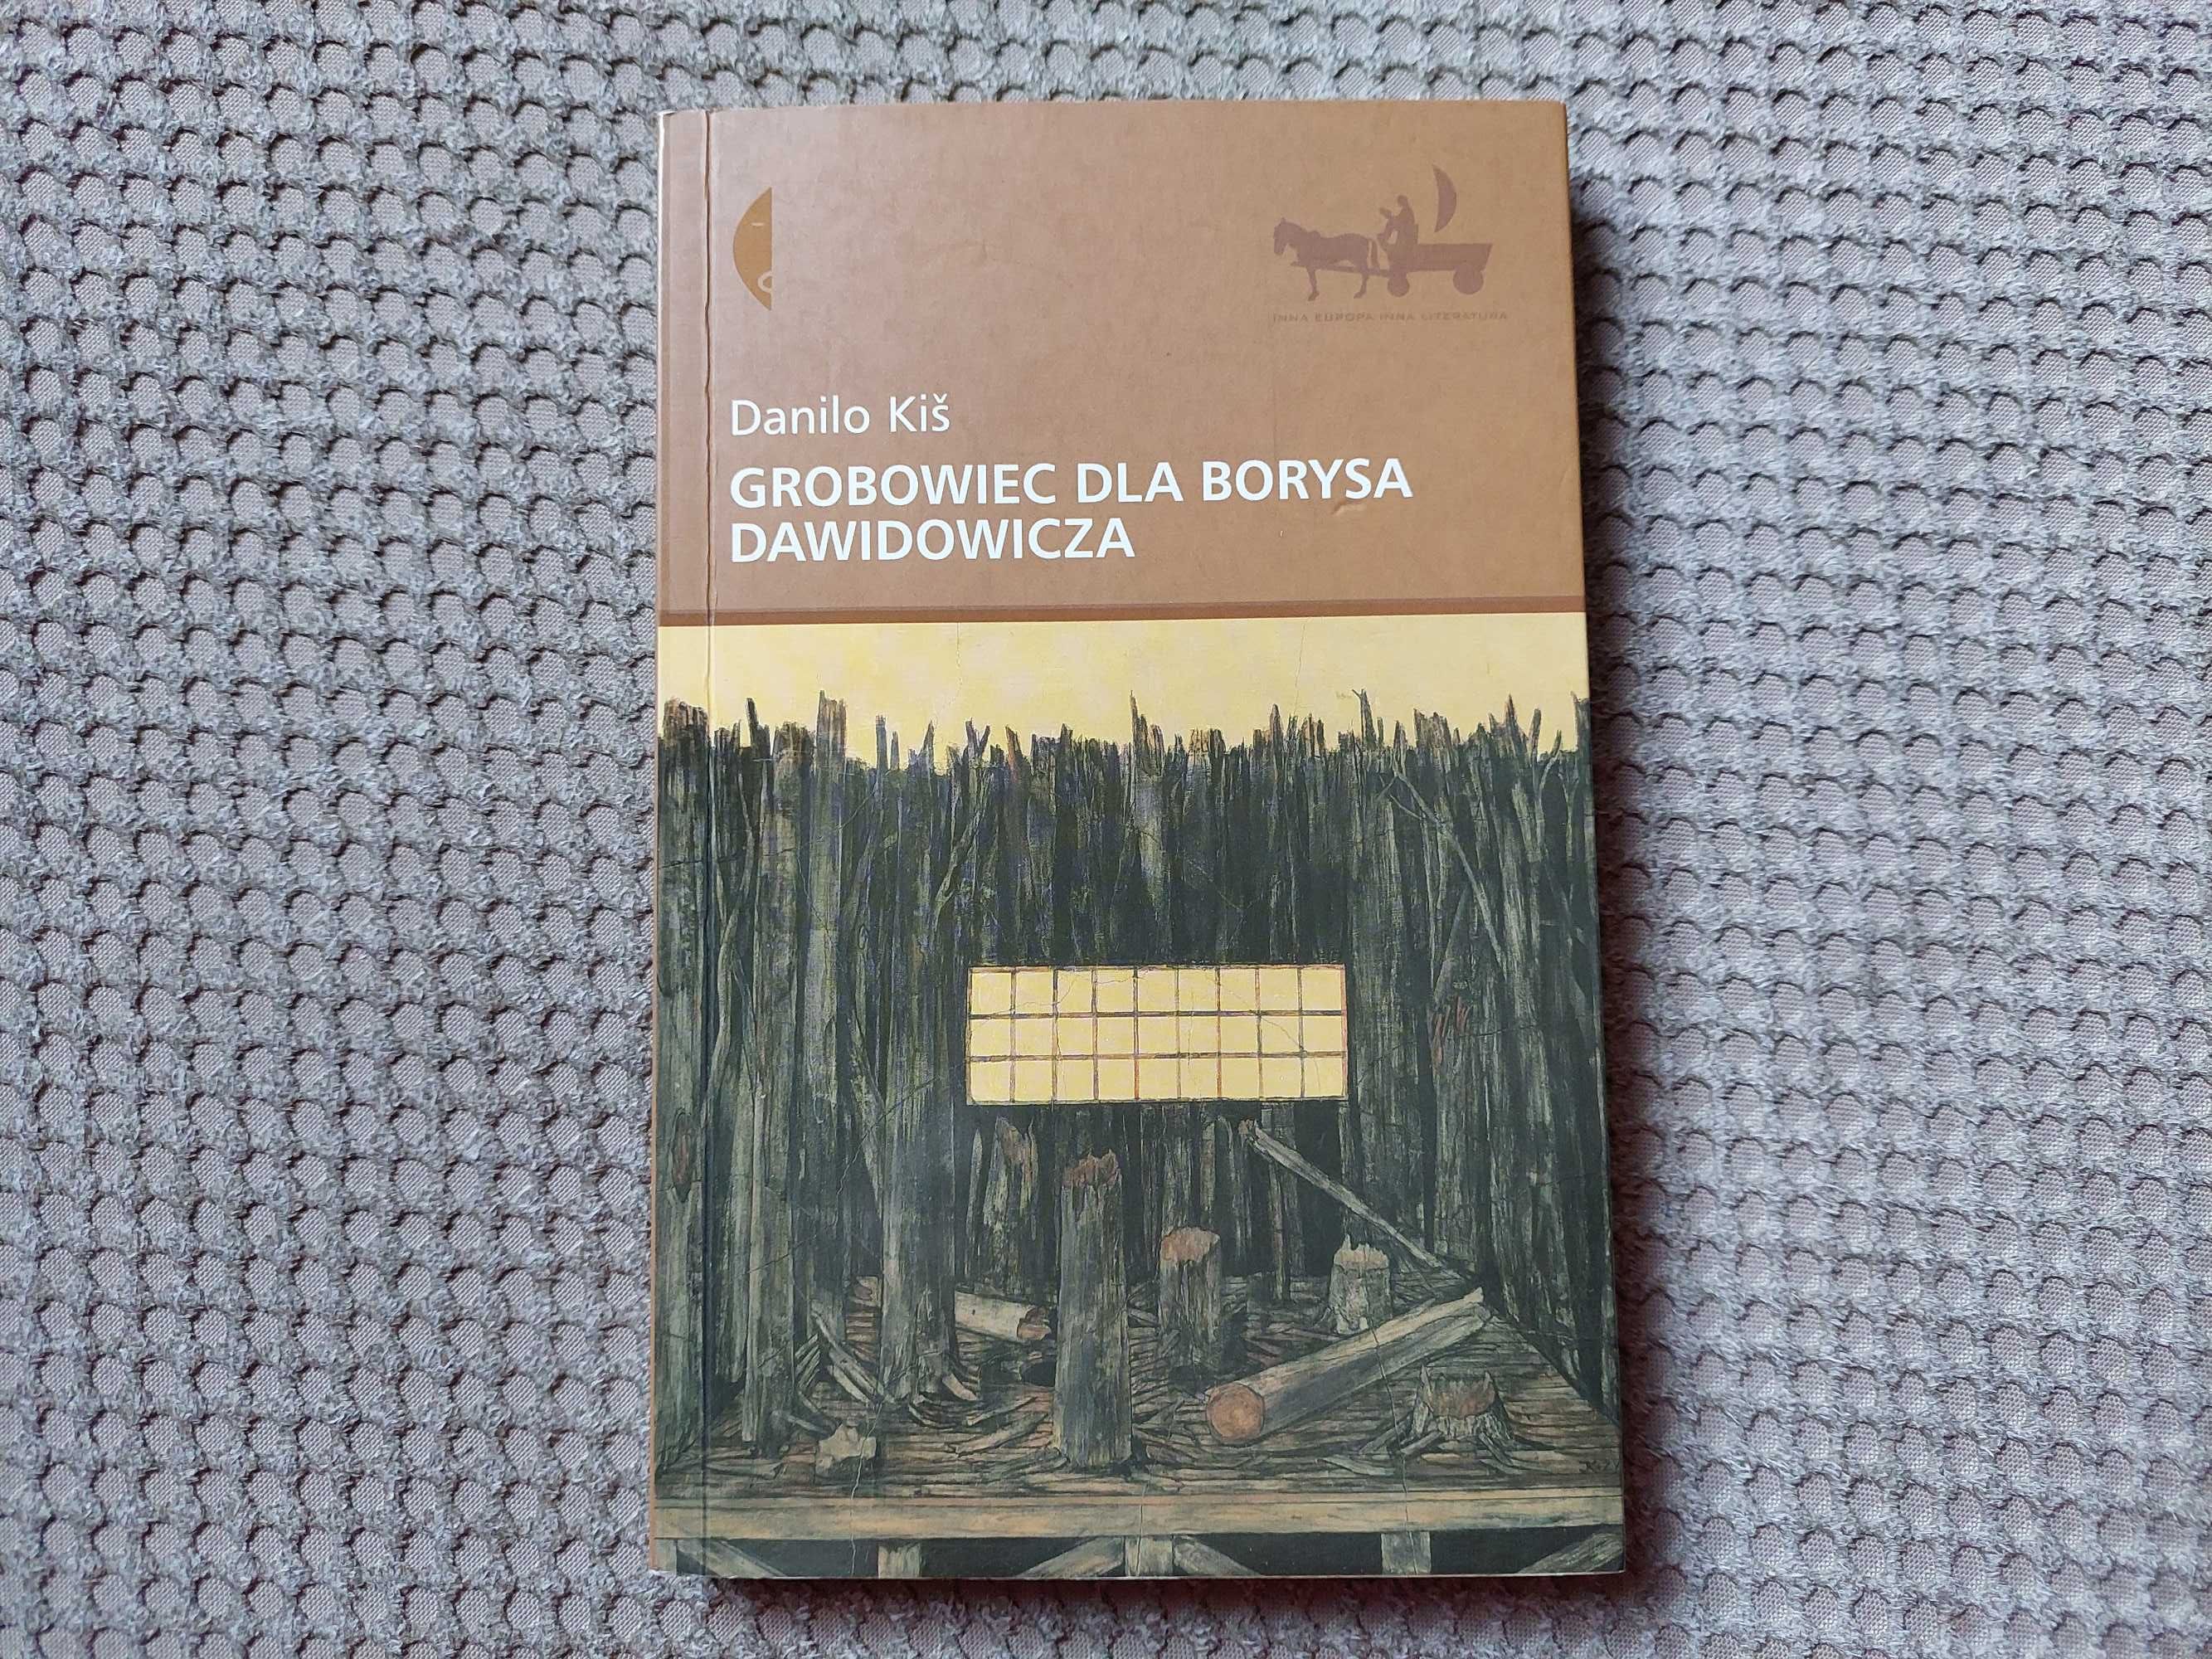 INNA EUROPA INNA LITERATURA
Danilo Kiš
GROBOWIEC DLA BORYSA
DAWIDOWICZA